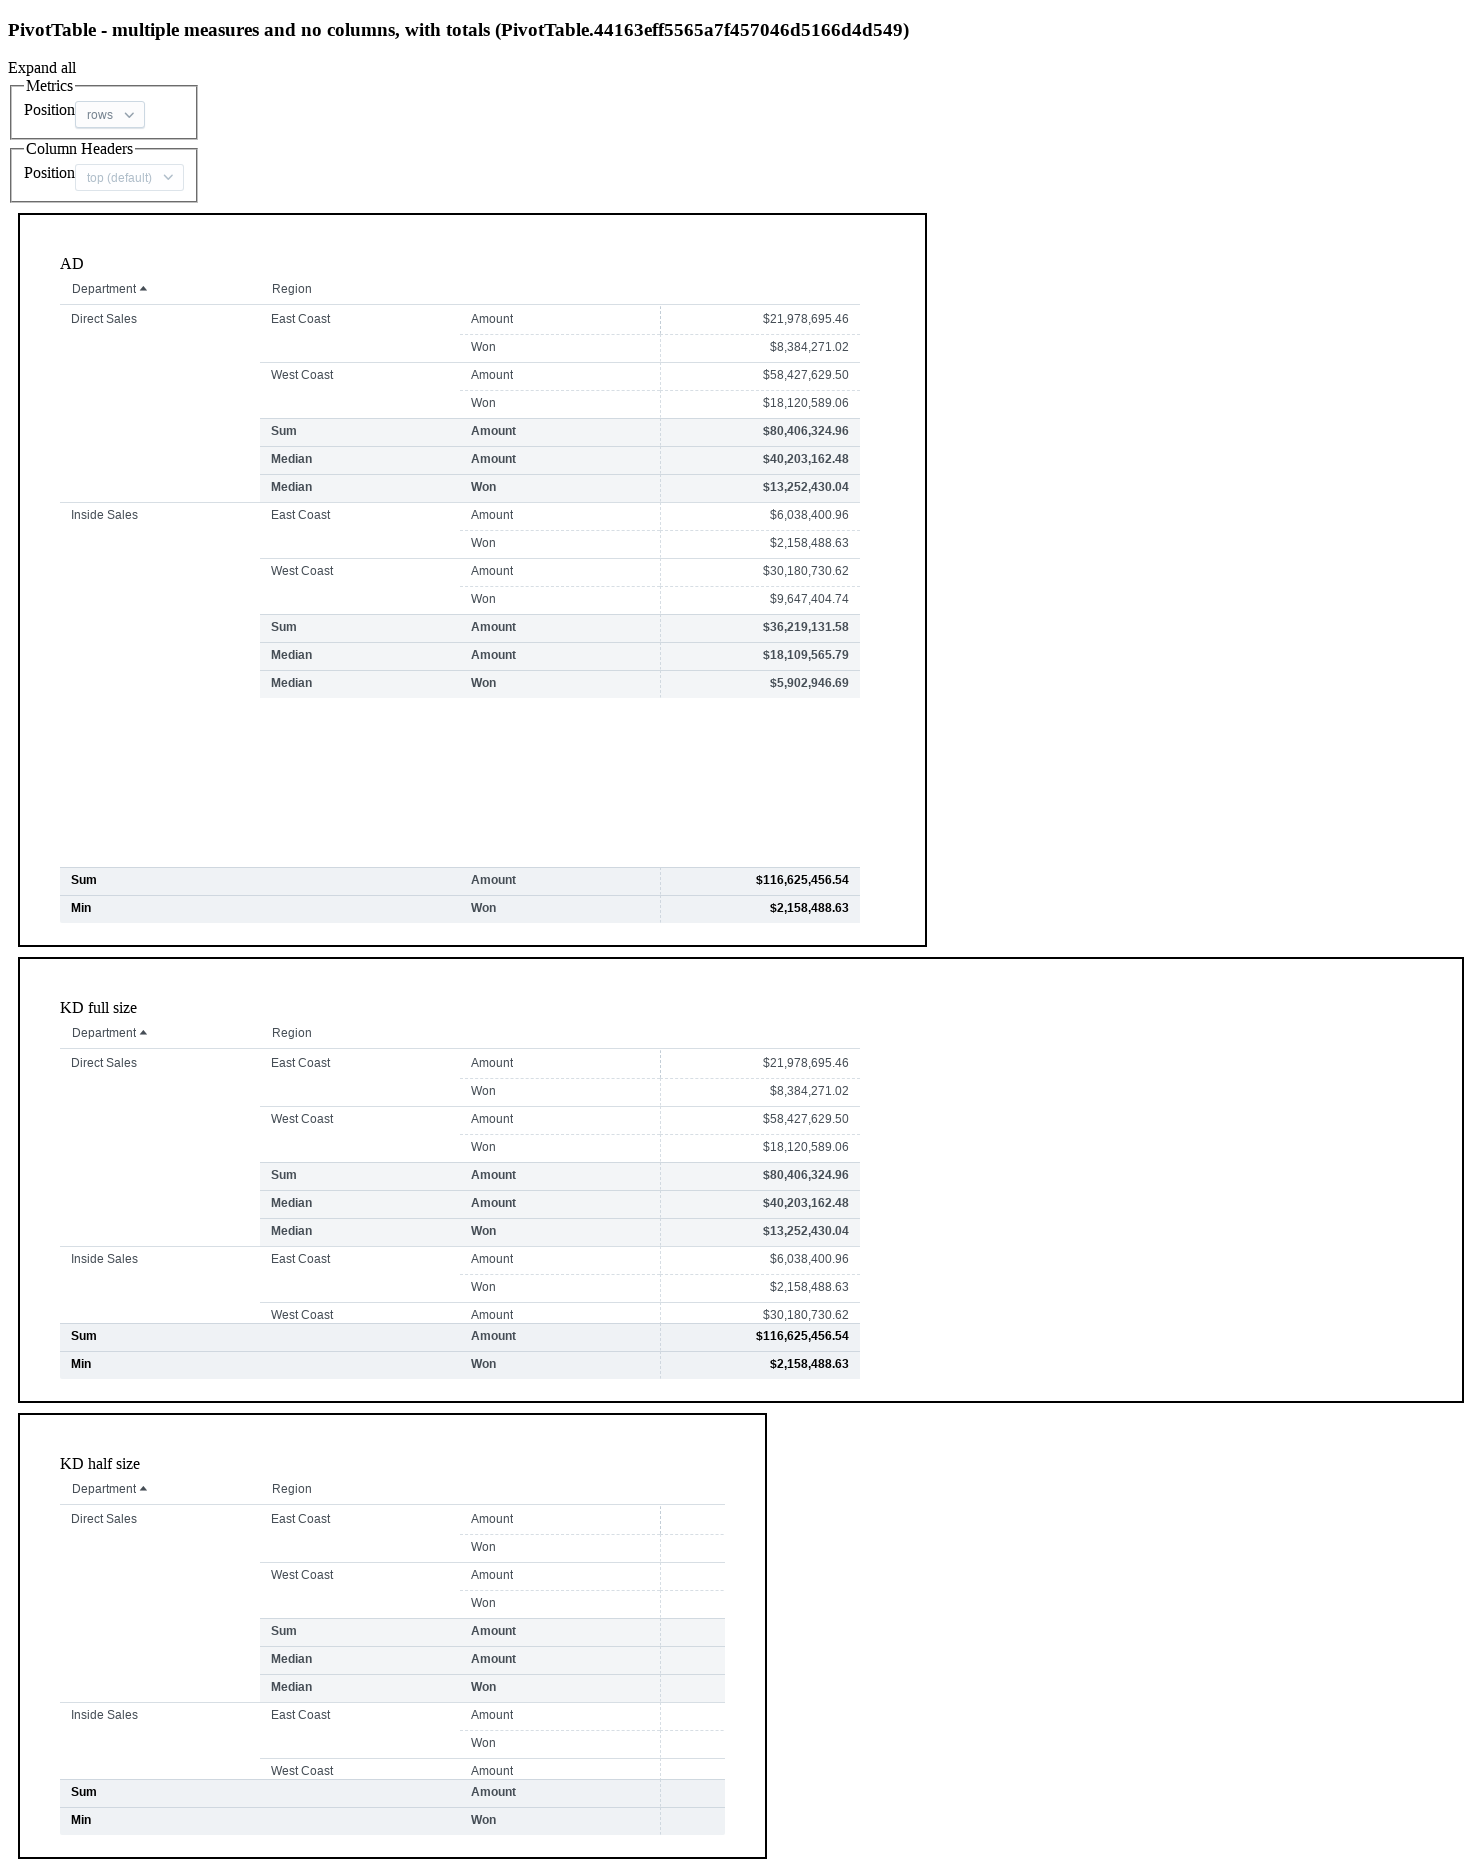 PivotTable - multiple measures and no columns, with totals (PivotTable.44163eff5565a7f457046d5166d4d549)
Expand all
Metrics
Position rows
Column Headers
Position top (default)
AD
Department Region
Direct Sales East Coast Amount $21,978,695.46
Won $8,384,271.02
West Coast Amount $58,427,629.50
Won $18,120,589.06
Sum Amount $80,406,324.96
Median Amount $40,203,162.48
Median Won $13,252,430.04
Inside Sales East Coast Amount $6,038,400.96
Won $2,158,488.63
West Coast Amount $30,180,730.62
Won $9,647,404.74
Sum Amount $36,219,131.58
Median Amount $18,109,565.79
Median Won $5,902,946.69
Sum Amount $116,625,456.54
Min Won $2,158,488.63
KD full size
Department Region
Direct Sales East Coast Amount $21,978,695.46
Won $8,384,271.02
West Coast Amount $58,427,629.50
Won $18,120,589.06
Sum Amount $80,406,324.96
Median Amount $40,203,162.48
Median Won $13,252,430.04
Inside Sales East Coast Amount $6,038,400.96
Won $2,158,488.63
West Coast Amount $30,180,730.62
Sum Amount $116,625,456.54
Min Won $2,158,488.63
KD half size
Department Region
Direct Sales East Coast Amount
Won
West Coast Amount
Won
Sum Amount
Median Amount
Median Won
Inside Sales East Coast Amount
Won
West Coast Amount
Sum Amount
Min Won